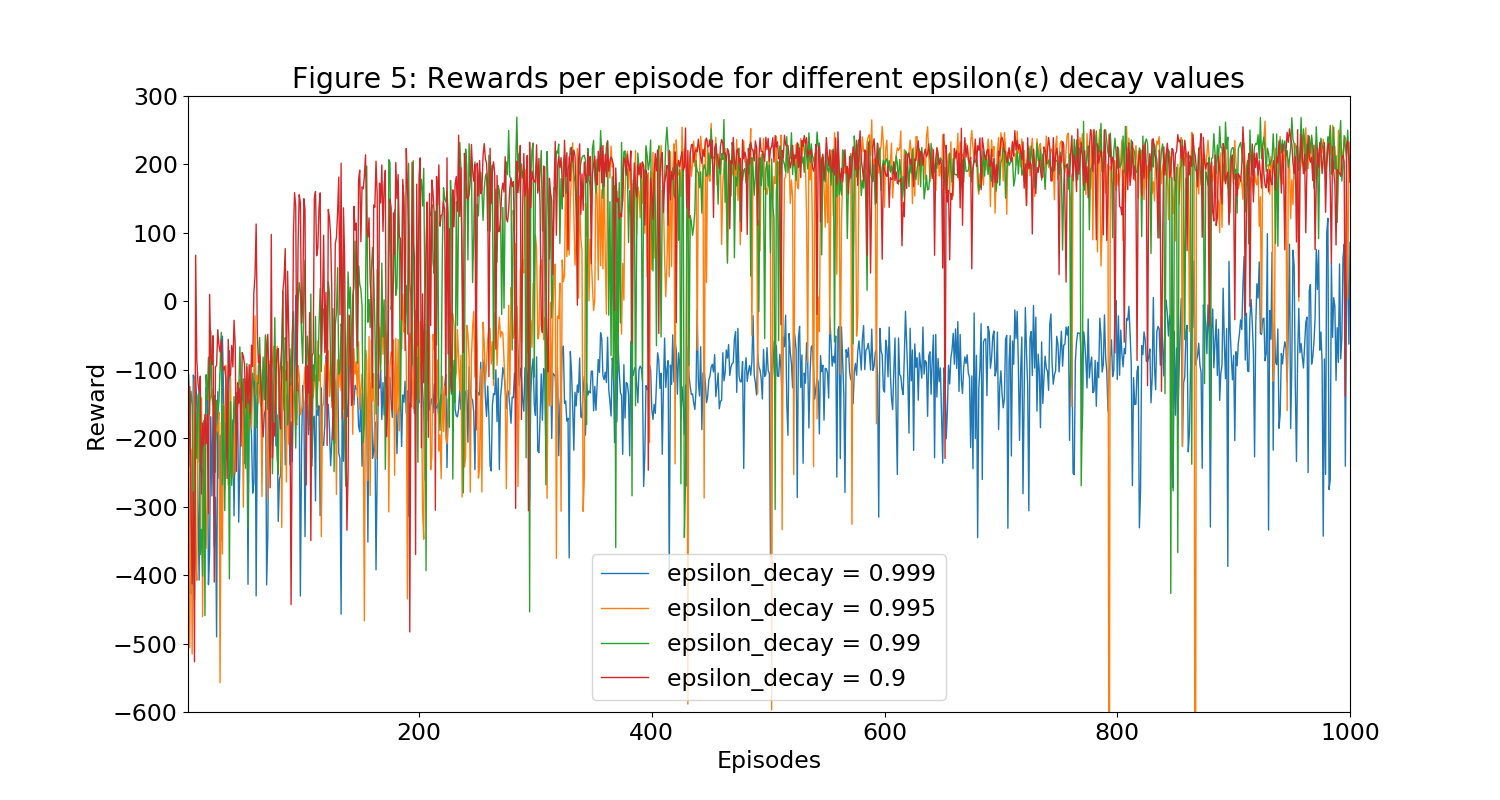 Figure 5: Rewards per episode for different epsilon(ε) decay values
300
200
100
0
−100
−200
−300
−400
−500
−600
Reward
epsilon_decay = 0.999
epsilon_decay = 0.995
epsilon_decay = 0.99
epsilon_decay = 0.9
200
400
600
800
1000
Episodes